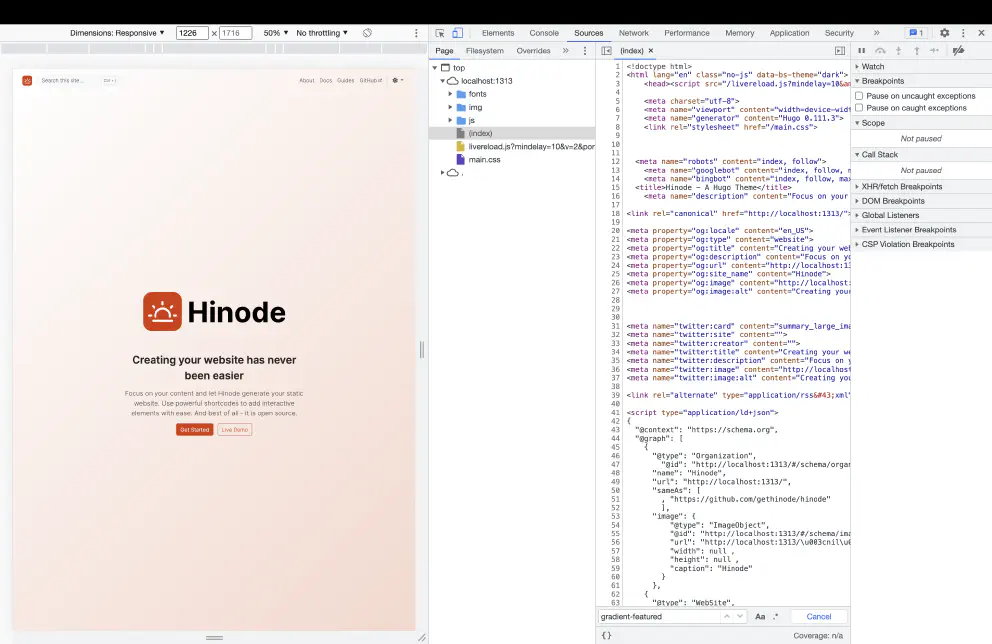 Dimensions: Responsive ▼ 1226 × 1716 50% ▼ No throttling ▼
Elements Console Sources Network Performance Memory Application Security » 1
Page Filesystem Overrides »
(index) ×
Search this site...
About Docs Guides GitHub
Hinode
Creating your website has never
been easier
Focus on your content and let Hinode generate your static
website. Use powerful shortcodes to add interactive
elements with ease. And best of all - it is open source.
Get Started Live Demo
top
localhost:1313
fonts
img
js
(index)
livereload.js?mindelay=10&v=2&por
main.css
.
1 <!doctype html>
2 <html lang="en" class="no-js" data-bs-theme="dark">
3 <head><script src="/livereload.js?mindelay=10&am
4
5 <meta charset="utf-8">
6 <meta name="viewport" content="width=device-widt
7 <meta name="generator" content="Hugo 0.111.3">
8 <link rel="stylesheet" href="/main.css">
9
10
11
12 <meta name="robots" content="index, follow">
13 <meta name="googlebot" content="index, follow, m
14 <meta name="bingbot" content="index, follow, max
15 <title>Hinode – A Hugo Theme</title>
16 <meta name="description" content="Focus on your
17
18 <link rel="canonical" href="http://localhost:1313/">
19
20 <meta property="og:locale" content="en_US">
21 <meta property="og:type" content="website">
22 <meta property="og:title" content="Creating your web
23 <meta property="og:description" content="Focus on yo
24 <meta property="og:url" content="http://localhost:13
25 <meta property="og:site_name" content="Hinode">
26 <meta property="og:image" content="http://localhost:
27 <meta property="og:image:alt" content="Creating your
28
29
30
31 <meta name="twitter:card" content="summary_large_ima
32 <meta name="twitter:site" content="">
33 <meta name="twitter:creator" content="">
34 <meta name="twitter:title" content="Creating your we
35 <meta name="twitter:description" content="Focus on y
36 <meta name="twitter:image" content="http://localhost
37 <meta name="twitter:image:alt" content="Creating you
38
39 <link rel="alternate" type="application/rss&#43;xml"
40
41 <script type="application/ld+json">
42 {
43 "@context": "https://schema.org",
44 "@graph": [
45 {
46 "@type": "Organization",
47 "@id": "http://localhost:1313/#/schema/organ
48 "name": "Hinode",
49 "url": "http://localhost:1313/",
50 "sameAs": [
51 , "https://github.com/gethinode/hinode"
52 ],
53 "image": {
54 "@type": "ImageObject",
55 "@id": "http://localhost:1313/#/schema/ima
56 "url": "http://localhost:1313/\u003cnil\u0
57 "width": null ,
58 "height": null ,
59 "caption": "Hinode"
60 }
61 },
62 {
63 "@type": "WebSite",
gradient-featured Aa .* Cancel
{} Coverage: n/a
Watch
Breakpoints
Pause on uncaught exceptions
Pause on caught exceptions
Scope
Not paused
Call Stack
Not paused
XHR/fetch Breakpoints
DOM Breakpoints
Global Listeners
Event Listener Breakpoints
CSP Violation Breakpoints